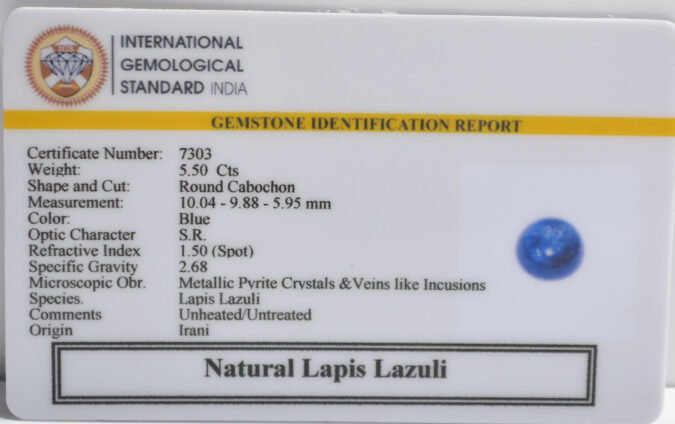 IGS
INTERNATIONAL
GEMOLOGICAL
STANDARD INDIA
GEMSTONE IDENTIFICATION REPORT
Certificate Number: 7303
Weight: 5.50 Cts
Shape and Cut: Round Cabochon
Measurement: 10.04 - 9.88 - 5.95 mm
Color: Blue
Optic Character S.R.
Refractive Index 1.50 (Spot)
Specific Gravity 2.68
Microscopic Obr. Metallic Pyrite Crystals &Veins like Incusions
Species. Lapis Lazuli
Comments Unheated/Untreated
Origin Irani
Natural Lapis Lazuli